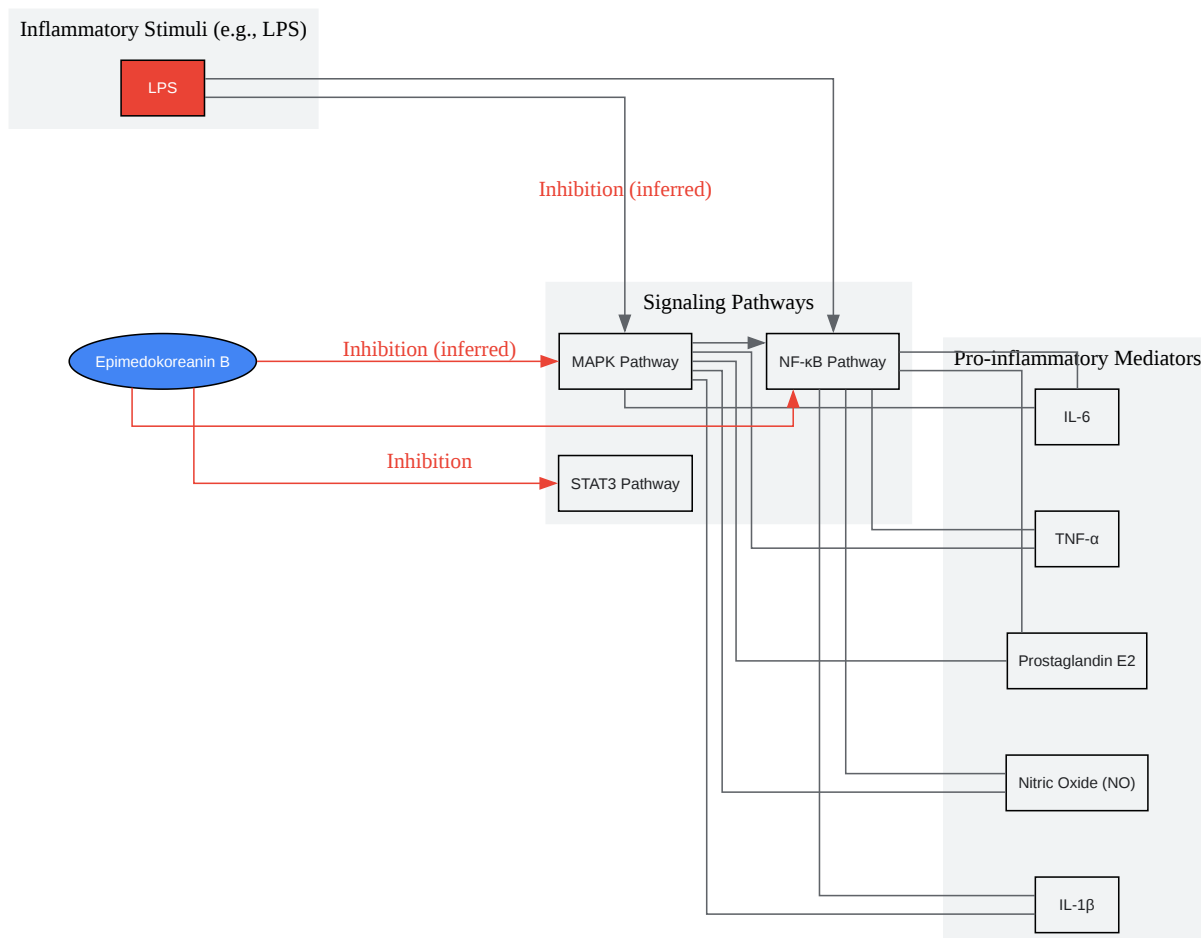 Inflammatory Stimuli (e.g., LPS)
LPS
Inhibition (inferred)
Signaling Pathways
Epimedokoreanin B
Inhibition (inferred)
MAPK Pathway
NF-κB Pathway
Pro-inflammatory Mediators
IL-6
Inhibition
STAT3 Pathway
TNF-α
Prostaglandin E2
Nitric Oxide (NO)
IL-1β